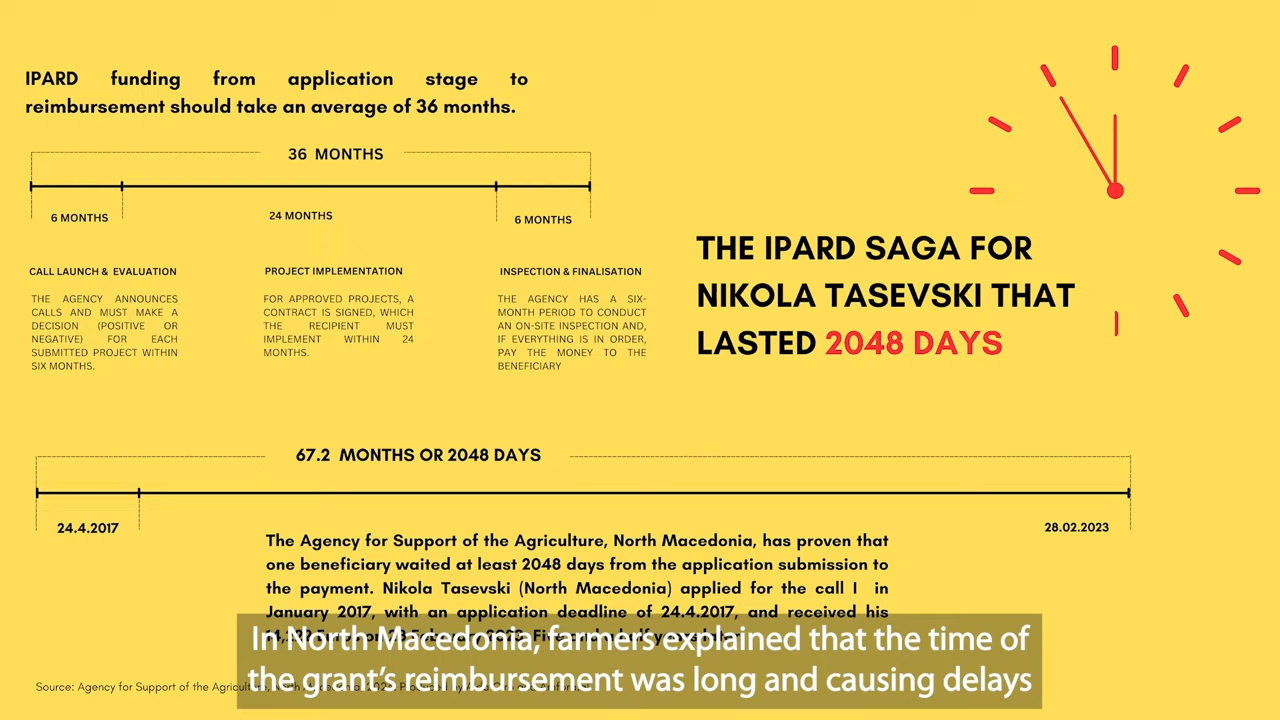 IPARD funding from application stage to
reimbursement should take an average of 36 months.
36 MONTHS
6 MONTHS
24 MONTHS
6 MONTHS
CALL LAUNCH & EVALUATION
THE AGENCY ANNOUNCES
CALLS AND MUST MAKE A
DECISION (POSITIVE OR
NEGATIVE) FOR EACH
SUBMITTED PROJECT WITHIN
SIX MONTHS.
PROJECT IMPLEMENTATION
FOR APPROVED PROJECTS, A
CONTRACT IS SIGNED, WHICH
THE RECIPIENT MUST
IMPLEMENT WITHIN 24
MONTHS.
INSPECTION & FINALISATION
THE AGENCY HAS A SIX-
MONTH PERIOD TO CONDUCT
AN ON-SITE INSPECTION AND,
IF EVERYTHING IS IN ORDER,
PAY THE MONEY TO THE
BENEFICIARY
THE IPARD SAGA FOR
NIKOLA TASEVSKI THAT
LASTED 2048 DAYS
67.2 MONTHS OR 2048 DAYS
24.4.2017
28.02.2023
The Agency for Support of the Agriculture, North Macedonia, has proven that
one beneficiary waited at least 2048 days from the application submission to
the payment. Nikola Tasevski (North Macedonia) applied for the call I in
January 2017, with an application deadline of 24.4.2017, and received his
In North Macedonia, farmers explained that the time of
the grant's reimbursement was long and causing delays
Source: Agency for Support of the